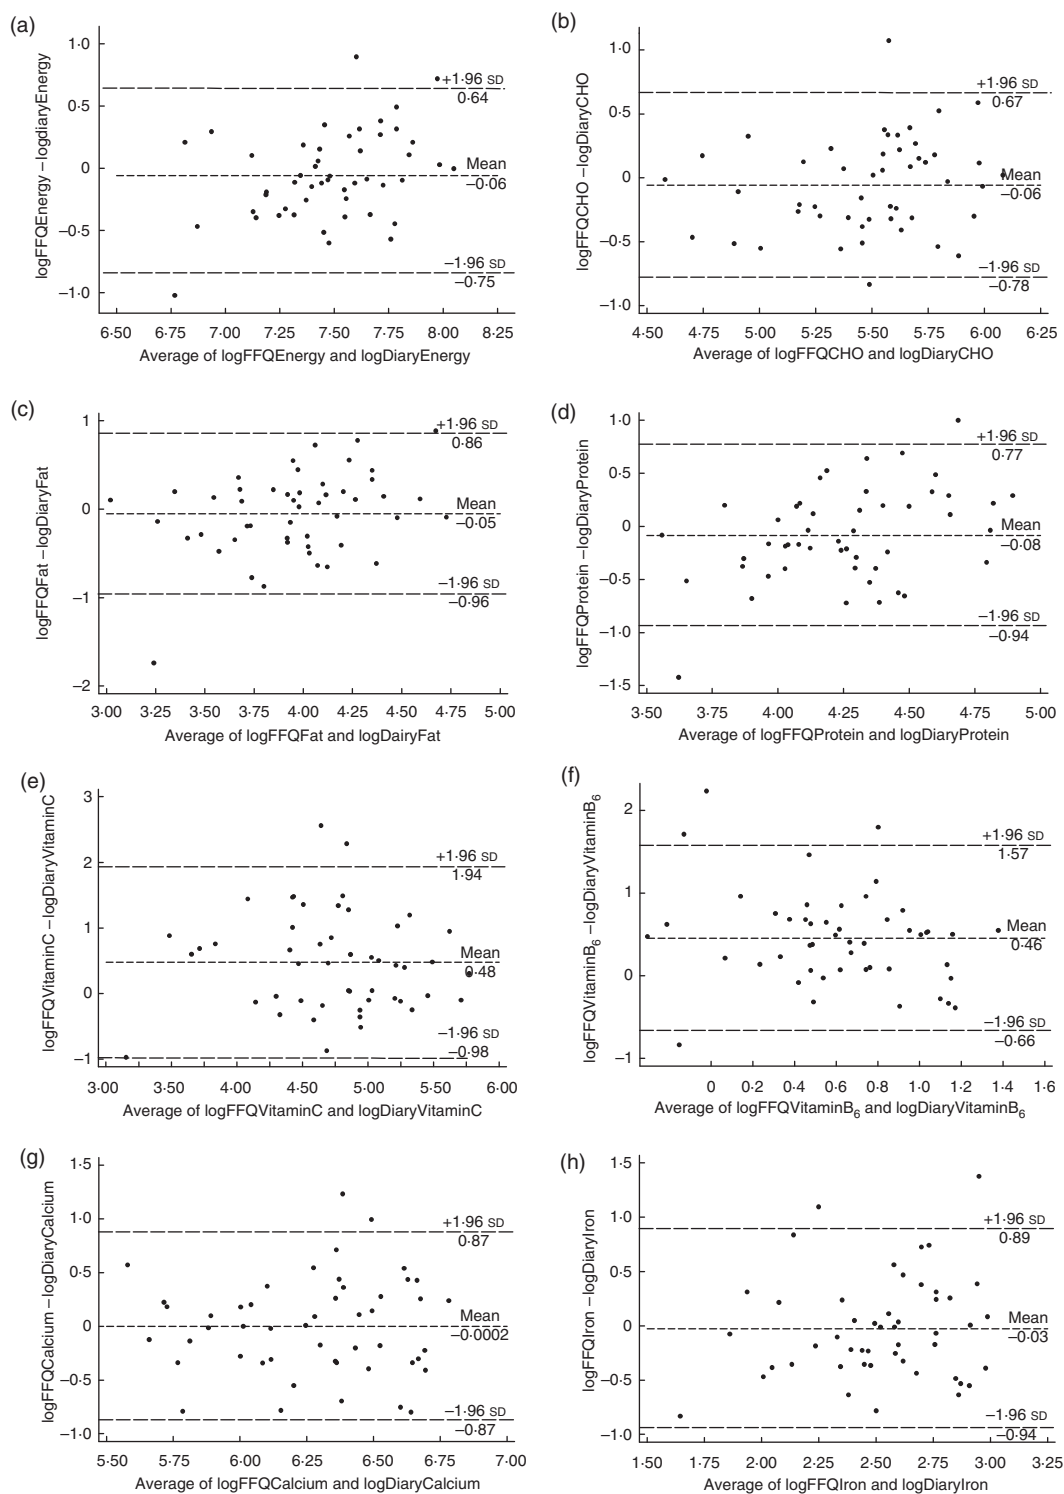 (a)
logFFQEnergy –logdiaryEnergy
1·0
0·5
0
–0·5
–1·0
+1·96 SD
0·64
Mean
–0·06
–1·96 SD
–0·75
6·50 6·75 7·00 7·25 7·50 7·75 8·00 8·25
Average of logFFQEnergy and logDiaryEnergy
(b)
logFFQCHO –logDiaryCHO
1·0
0·5
0
–0·5
–1·0
+1·96 SD
0·67
Mean
–0·06
–1·96 SD
–0·78
4·50 4·75 5·00 5·25 5·50 5·75 6·00 6·25
Average of logFFQCHO and logDiaryCHO
(c)
logFFQFat –logDiaryFat
1
0
–1
–2
+1·96 SD
0·86
Mean
–0·05
–1·96 SD
–0·96
3·00 3·25 3·50 3·75 4·00 4·25 4·50 4·75 5·00
Average of logFFQFat and logDairyFat
(d)
logFFQProtein –logDiaryProtein
1·0
0·5
0
–0·5
–1·0
–1·5
+1·96 SD
0·77
Mean
–0·08
–1·96 SD
–0·94
3·50 3·75 4·00 4·25 4·50 4·75 5·00
Average of logFFQProtein and logDiaryProtein
(e)
logFFQVitaminC –logDiaryVitaminC
3
2
1
0
–1
+1·96 SD
1·94
Mean
0·48
–1·96 SD
–0·98
3·00 3·50 4·00 4·50 5·00 5·50 6·00
Average of logFFQVitaminC and logDiaryVitaminC
(f)
logFFQVitaminB₆ –logDiaryVitaminB₆
2
1
0
–1
+1·96 SD
1·57
Mean
0·46
–1·96 SD
–0·66
0 0·2 0·4 0·6 0·8 1·0 1·2 1·4 1·6
Average of logFFQVitaminB₆ and logDiaryVitaminB₆
(g)
logFFQCalcium –logDiaryCalcium
1·5
1·0
0·5
0
–0·5
–1·0
+1·96 SD
0·87
Mean
–0·0002
–1·96 SD
–0·87
5·50 5·75 6·00 6·25 6·50 6·75 7·00
Average of logFFQCalcium and logDiaryCalcium
(h)
logFFQIron –logDiaryIron
1·5
1·0
0·5
0
–0·5
–1·0
+1·96 SD
0·89
Mean
–0·03
–1·96 SD
–0·94
1·50 1·75 2·00 2·25 2·50 2·75 3·00 3·25
Average of logFFQIron and logDiaryIron